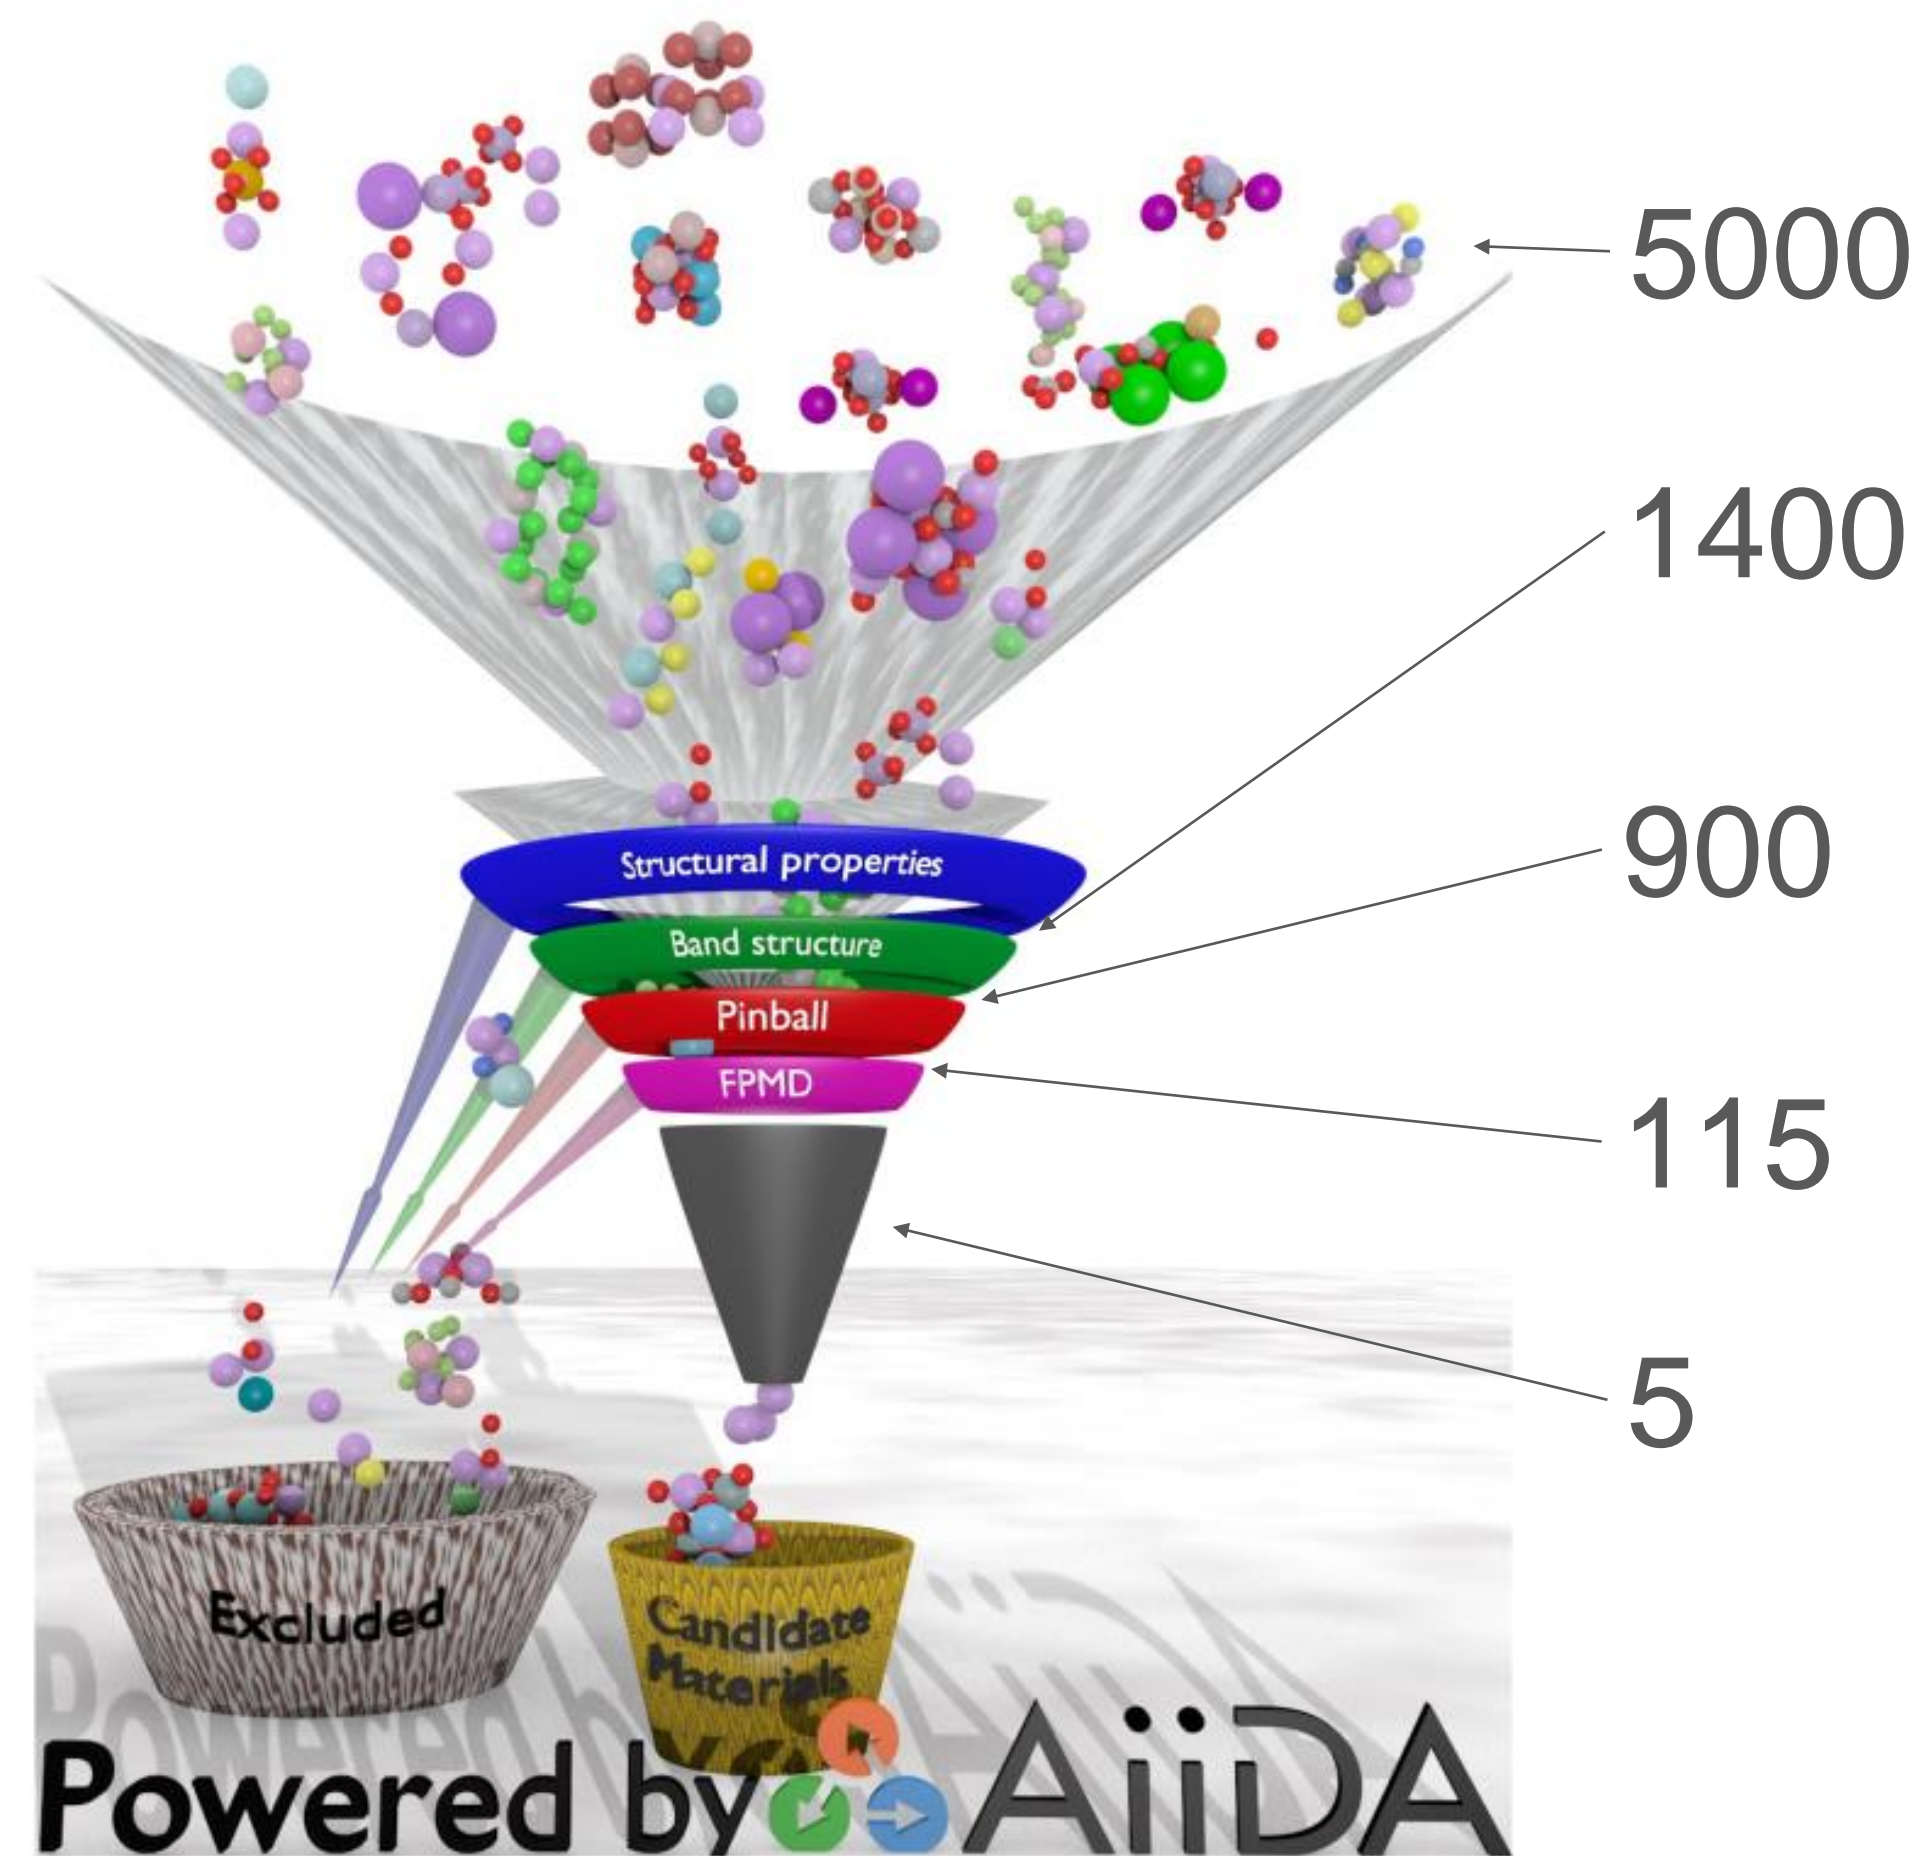 5000
1400
Structural properties
900
Band structure
Pinball
FPMD
115
5
Excluded
Candidate
Materials
Powered by AiiDA